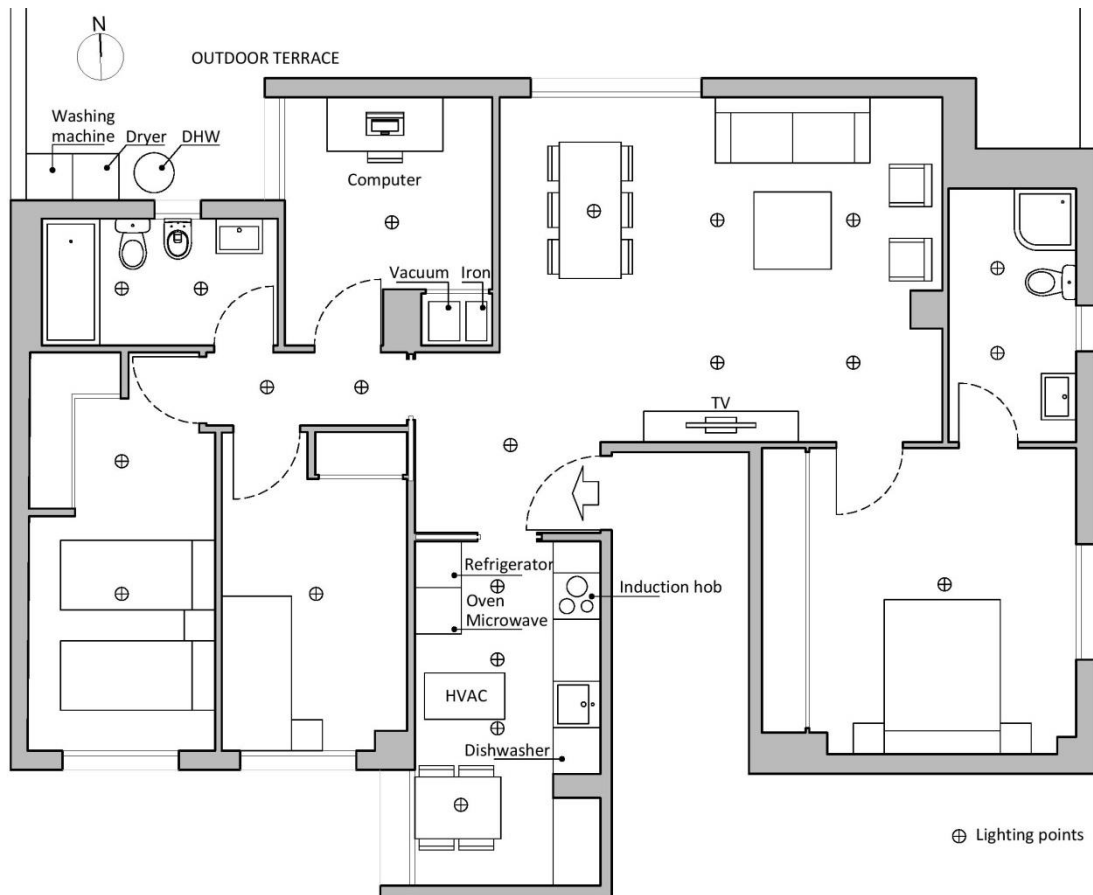 N
OUTDOOR TERRACE
Washing
machine
Dryer
DHW
Computer
Vacuum
Iron
TV
Refrigerator
Oven
Microwave
Induction hob
HVAC
Dishwasher
Lighting points